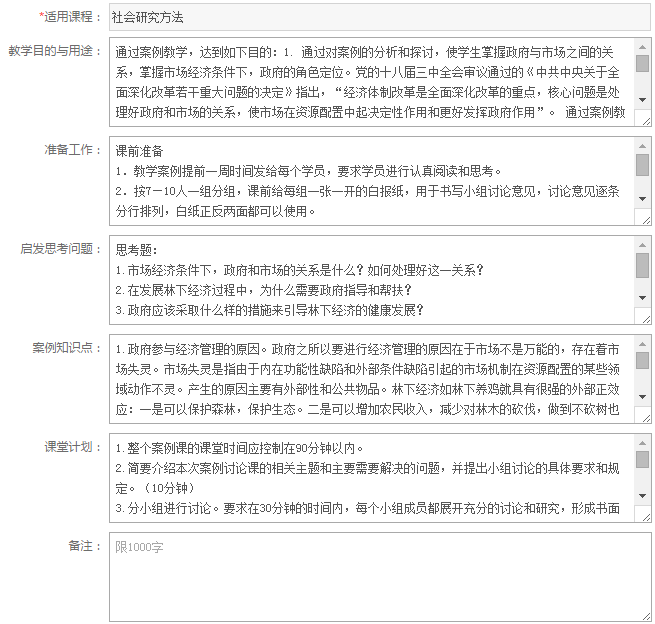 *适用课程： 社会研究方法
教学目的与用途： 通过案例教学，达到如下目的：1. 通过对案例的分析和探讨，使学生掌握政府与市场之间的关
系，掌握市场经济条件下，政府的角色定位。党的十八届三中全会审议通过的《中共中央关于全
面深化改革若干重大问题的决定》指出，“经济体制改革是全面深化改革的重点，核心问题是处
理好政府和市场的关系，使市场在资源配置中起决定性作用和更好发挥政府作用”。 通过案例教
准备工作： 课前准备
1. 教学案例提前一周时间发给每个学员，要求学员进行认真阅读和思考。
2. 按7－10人一组分组，课前给每组一张一开的白报纸，用于书写小组讨论意见，讨论意见逐条
分行排列，白纸正反两面都可以使用。
启发思考问题： 思考题：
1.市场经济条件下，政府和市场的关系是什么？如何处理好这一关系？
2.在发展林下经济过程中，为什么需要政府指导和帮扶？
3.政府应该采取什么样的措施来引导林下经济的健康发展？
案例知识点： 1.政府参与经济管理的原因。政府之所以要进行经济管理的原因在于市场不是万能的，存在着市
场失灵。市场失灵是指由于内在功能性缺陷和外部条件缺陷引起的市场机制在资源配置的某些领
域动作不灵。产生的原因主要有外部性和公共物品。林下经济如林下养鸡就具有很强的外部正效
应：一是可以保护森林，保护生态。二是可以增加农民收入，减少对林木的砍伐，做到不砍树也
课堂计划： 1.整个案例课的课堂时间应控制在90分钟以内。
2.简要介绍本次案例讨论课的相关主题和主要需要解决的问题，并提出小组讨论的具体要求和规
定。（10分钟）
3.分小组进行讨论。要求在30分钟的时间内，每个小组成员都展开充分的讨论和研究，形成书面
备注： 限1000字